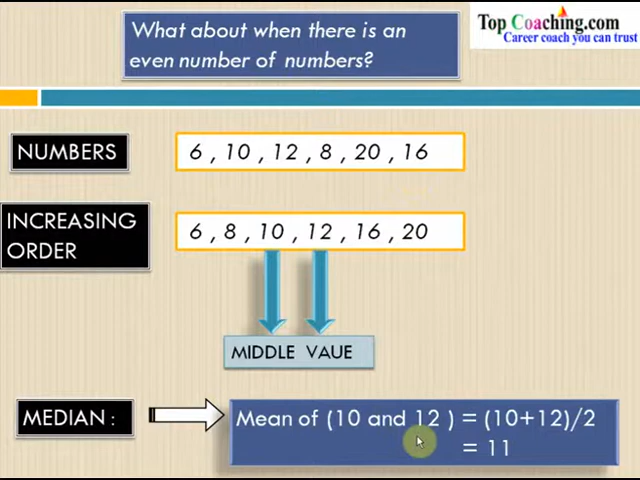 What about when there is an
even number of numbers?
Top Coaching.com
Career coach you can trust
NUMBERS
6 , 10 , 12 , 8 , 20 , 16
INCREASING
ORDER
6 , 8 , 10 , 12 , 16 , 20
MIDDLE VAUE
MEDIAN :
Mean of (10 and 12 ) = (10+12)/2
= 11